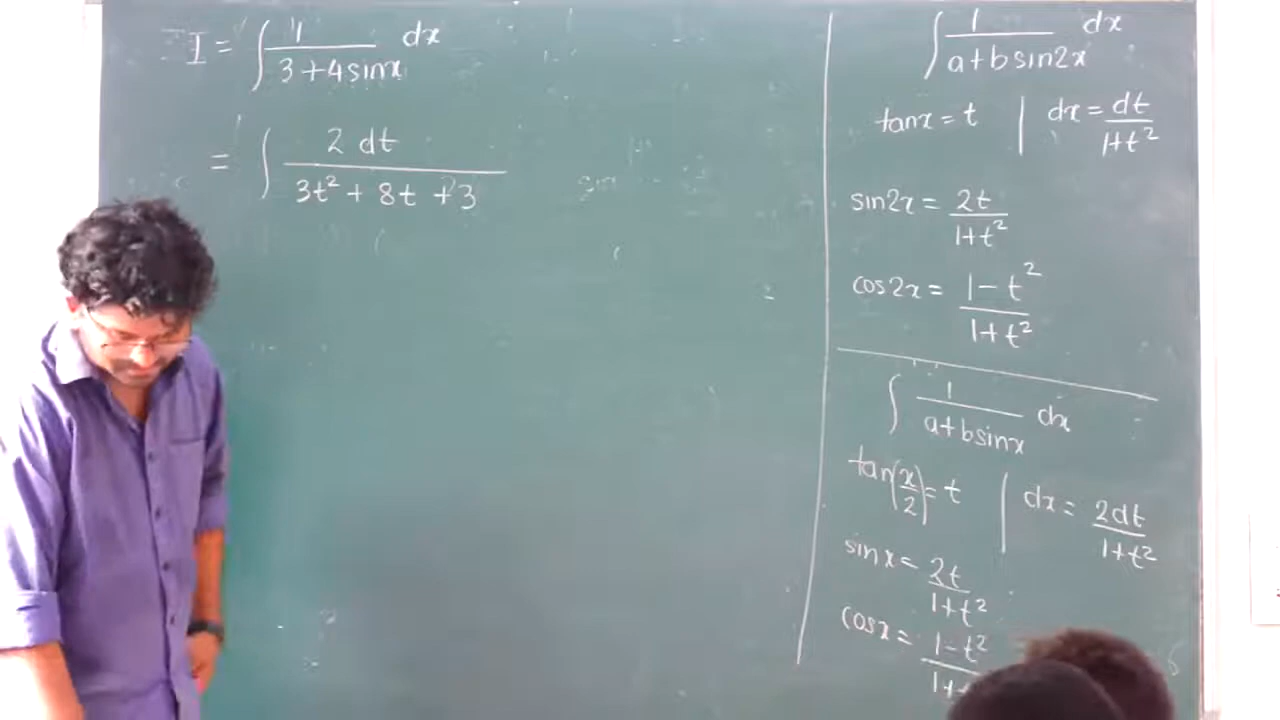 I = ∫ 1/(3+4sinx) dx
= ∫ 2 dt/(3t² + 8t + 3)
∫ 1/(a+b sin2x) dx
tanx = t | dx = dt/(1+t²)
sin2x = 2t/(1+t²)
cos2x = (1-t²)/(1+t²)
∫ 1/(a+b sinx) dx
tan(x/2) = t | dx = 2dt/(1+t²)
sinx = 2t/(1+t²)
cosx = (1-t²)/(1+